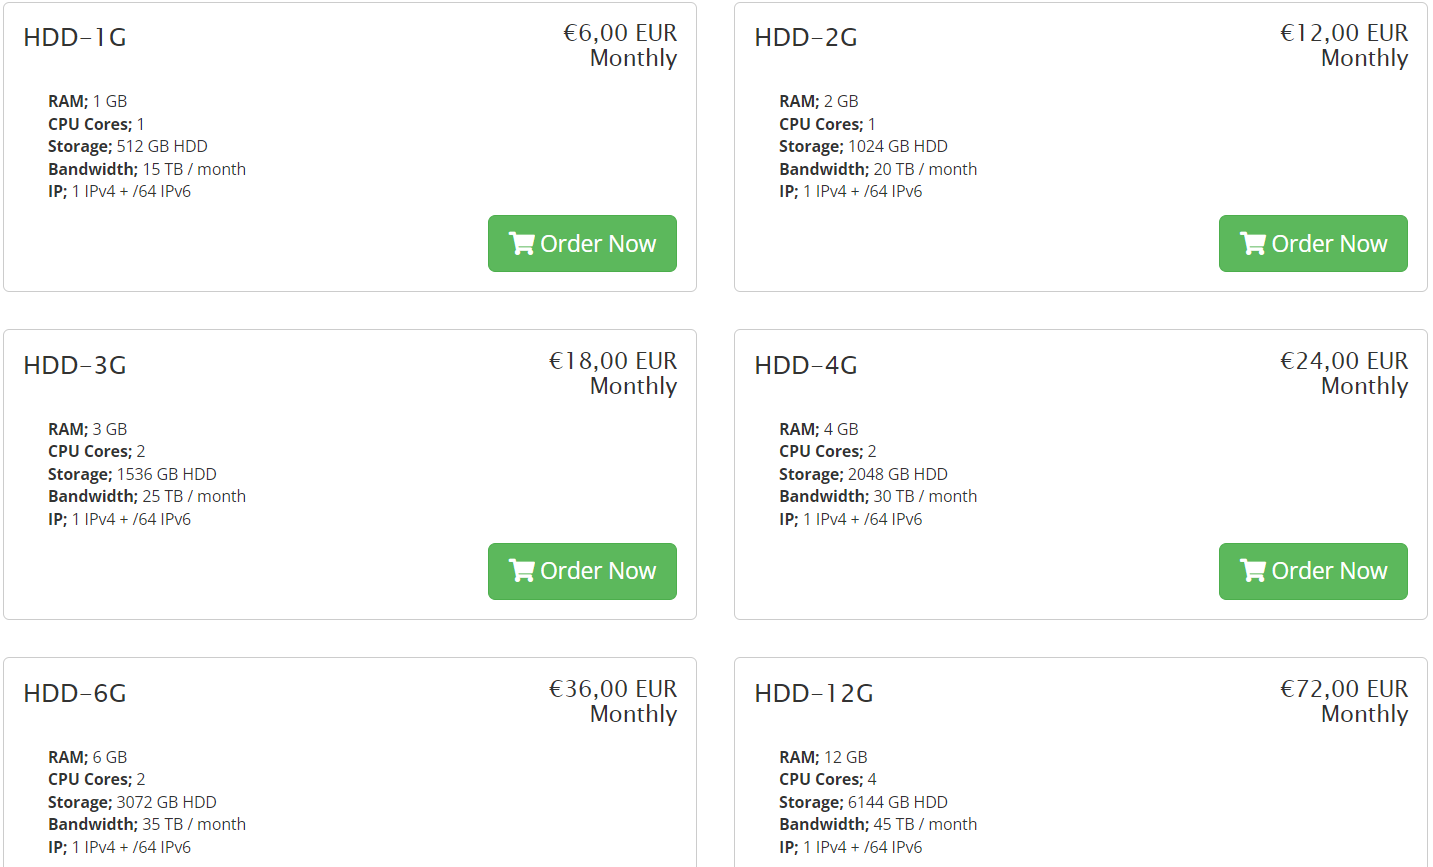 HDD-1G
€6,00 EUR
Monthly
RAM; 1 GB
CPU Cores; 1
Storage; 512 GB HDD
Bandwidth; 15 TB / month
IP; 1 IPv4 + /64 IPv6
Order Now
HDD-2G
€12,00 EUR
Monthly
RAM; 2 GB
CPU Cores; 1
Storage; 1024 GB HDD
Bandwidth; 20 TB / month
IP; 1 IPv4 + /64 IPv6
Order Now
HDD-3G
€18,00 EUR
Monthly
RAM; 3 GB
CPU Cores; 2
Storage; 1536 GB HDD
Bandwidth; 25 TB / month
IP; 1 IPv4 + /64 IPv6
Order Now
HDD-4G
€24,00 EUR
Monthly
RAM; 4 GB
CPU Cores; 2
Storage; 2048 GB HDD
Bandwidth; 30 TB / month
IP; 1 IPv4 + /64 IPv6
Order Now
HDD-6G
€36,00 EUR
Monthly
RAM; 6 GB
CPU Cores; 2
Storage; 3072 GB HDD
Bandwidth; 35 TB / month
IP; 1 IPv4 + /64 IPv6
HDD-12G
€72,00 EUR
Monthly
RAM; 12 GB
CPU Cores; 4
Storage; 6144 GB HDD
Bandwidth; 45 TB / month
IP; 1 IPv4 + /64 IPv6